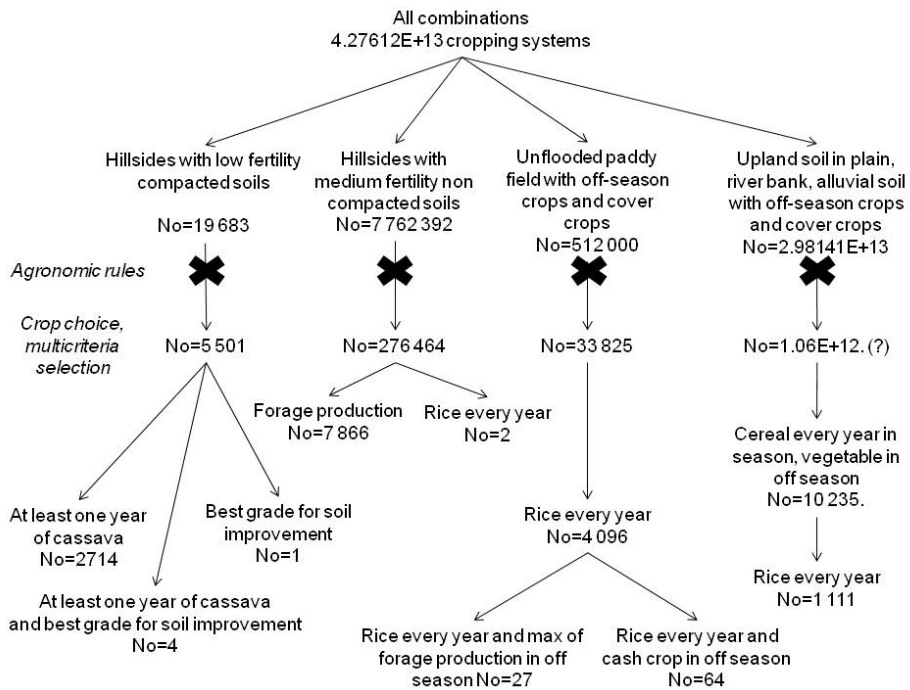 All combinations
4.27612E+13 cropping systems
Hillsides with low fertility
compacted soils
No=19 683
Hillsides with
medium fertility non
compacted soils
No=7 762 392
Unflooded paddy
field with off-season
crops and cover
crops
No=512 000
Upland soil in plain,
river bank, alluvial soil
with off-season crops
and cover crops
No=2.98141E+13
Agronomic rules
Crop choice,
multicriteria
selection
No=5 501
No=276 464
No=33 825
No=1.06E+12. (?)
Forage production
No=7 866
Rice every year
No=2
Cereal every year in
season, vegetable in
off season
No=10 235.
At least one year
of cassava
No=2714
Best grade for soil
improvement
No=1
Rice every year
No=4 096
Rice every year
No=1 111
At least one year of cassava
and best grade for soil improvement
No=4
Rice every year and max of
forage production in off
season No=27
Rice every year and
cash crop in off season
No=64